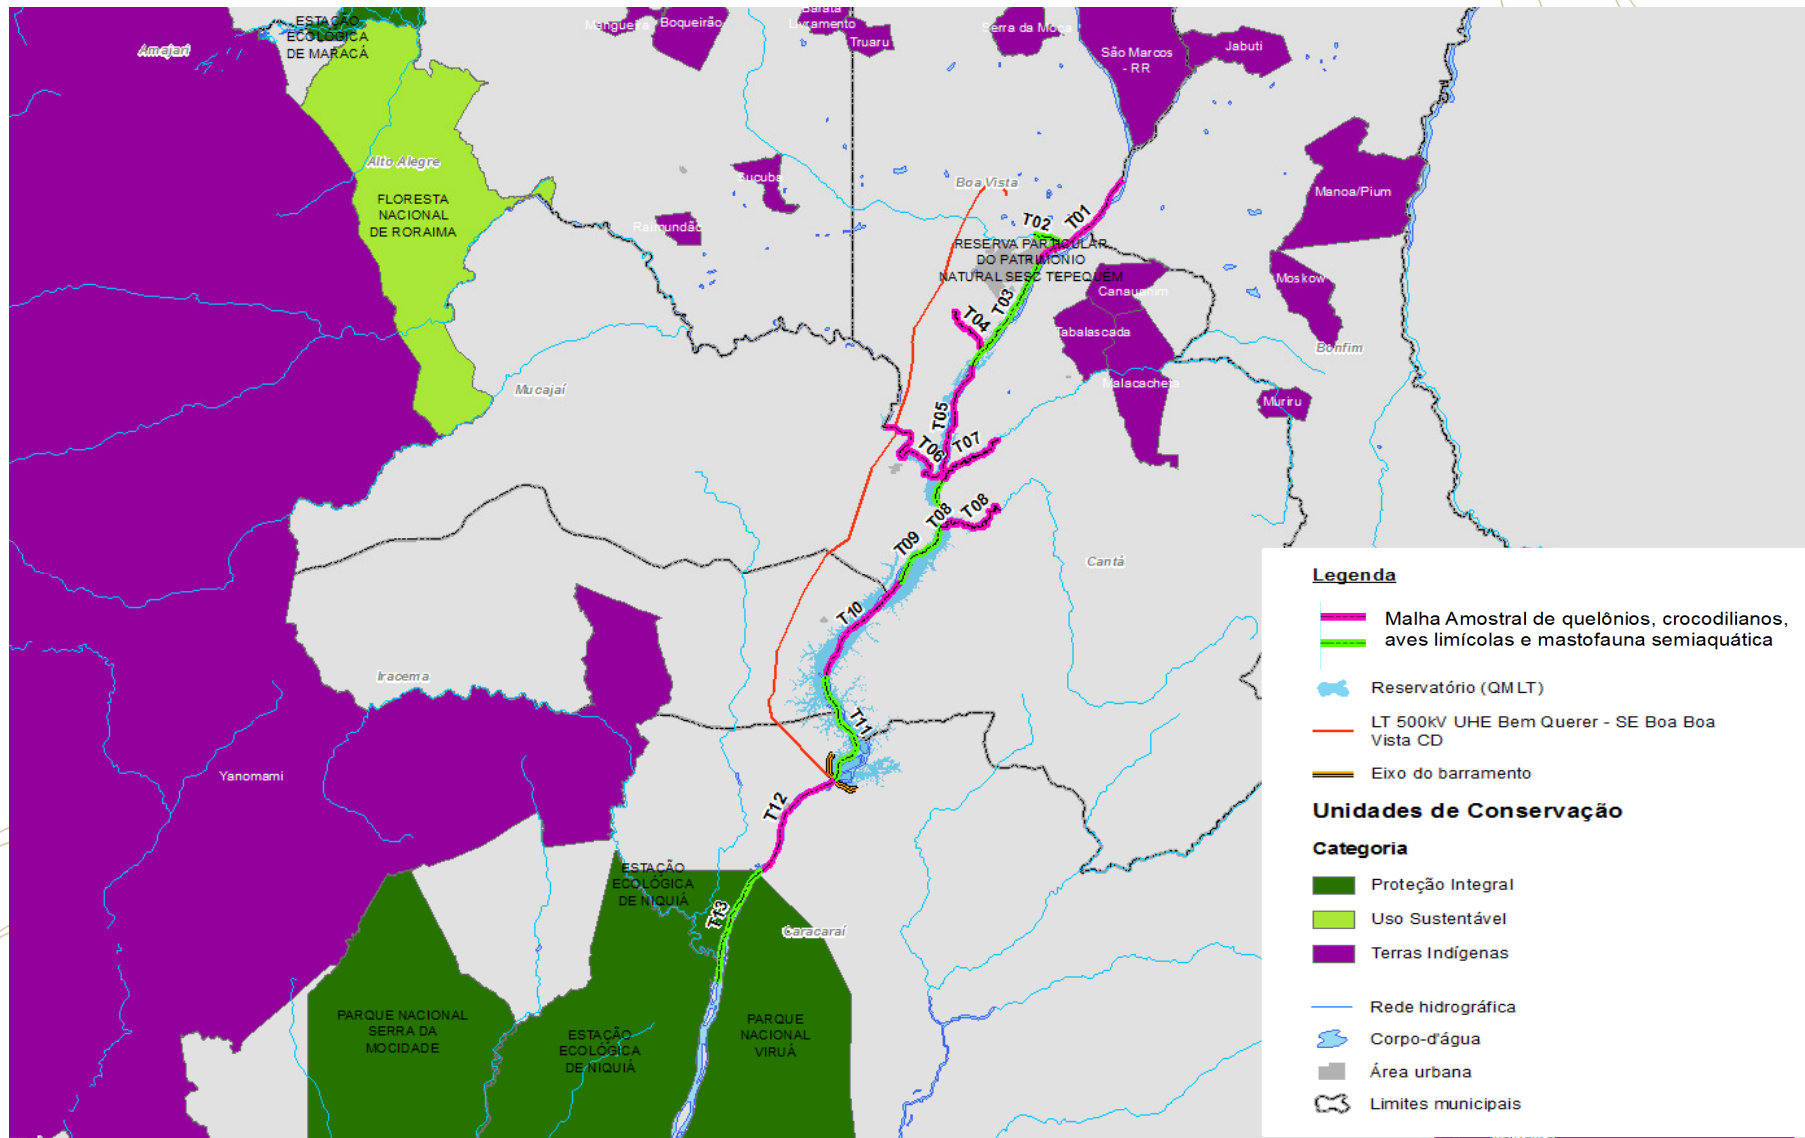 ESTAÇÃO
ECOLÓGICA
DE MARACÁ
Amajari
Mangueira
Boqueirão
Barata
Livramento
Truaru
Serra da Moça
São Marcos
- RR
Jabuti
Alto Alegre
FLORESTA
NACIONAL
DE RORAIMA
Sucuba
Raimundão
Boa Vista
Manoa/Pium
T02
T01
RESERVA PARTICULAR
DO PATRIMÔNIO
NATURAL SESC TEPEQUÉM
Canauanim
Moskow
T03
T04
Tabalascada
Bonfim
Malacacheta
Muriru
Mucajaí
T05
T06
T07
T08
T08
T09
Cantá
T10
Iracema
T11
Yanomami
T12
ESTAÇÃO
ECOLÓGICA
DE NIQUIÁ
T13
Caracaraí
PARQUE NACIONAL
SERRA DA
MOCIDADE
ESTAÇÃO
ECOLÓGICA
DE NIQUIÁ
PARQUE
NACIONAL
VIRUÁ
Legenda
Malha Amostral de quelônios, crocodilianos,
aves limícolas e mastofauna semiaquática
Reservatório (QMLT)
LT 500kV UHE Bem Querer - SE Boa Boa
Vista CD
Eixo do barramento
Unidades de Conservação
Categoria
Proteção Integral
Uso Sustentável
Terras Indígenas
Rede hidrográfica
Corpo-d'água
Área urbana
Limites municipais